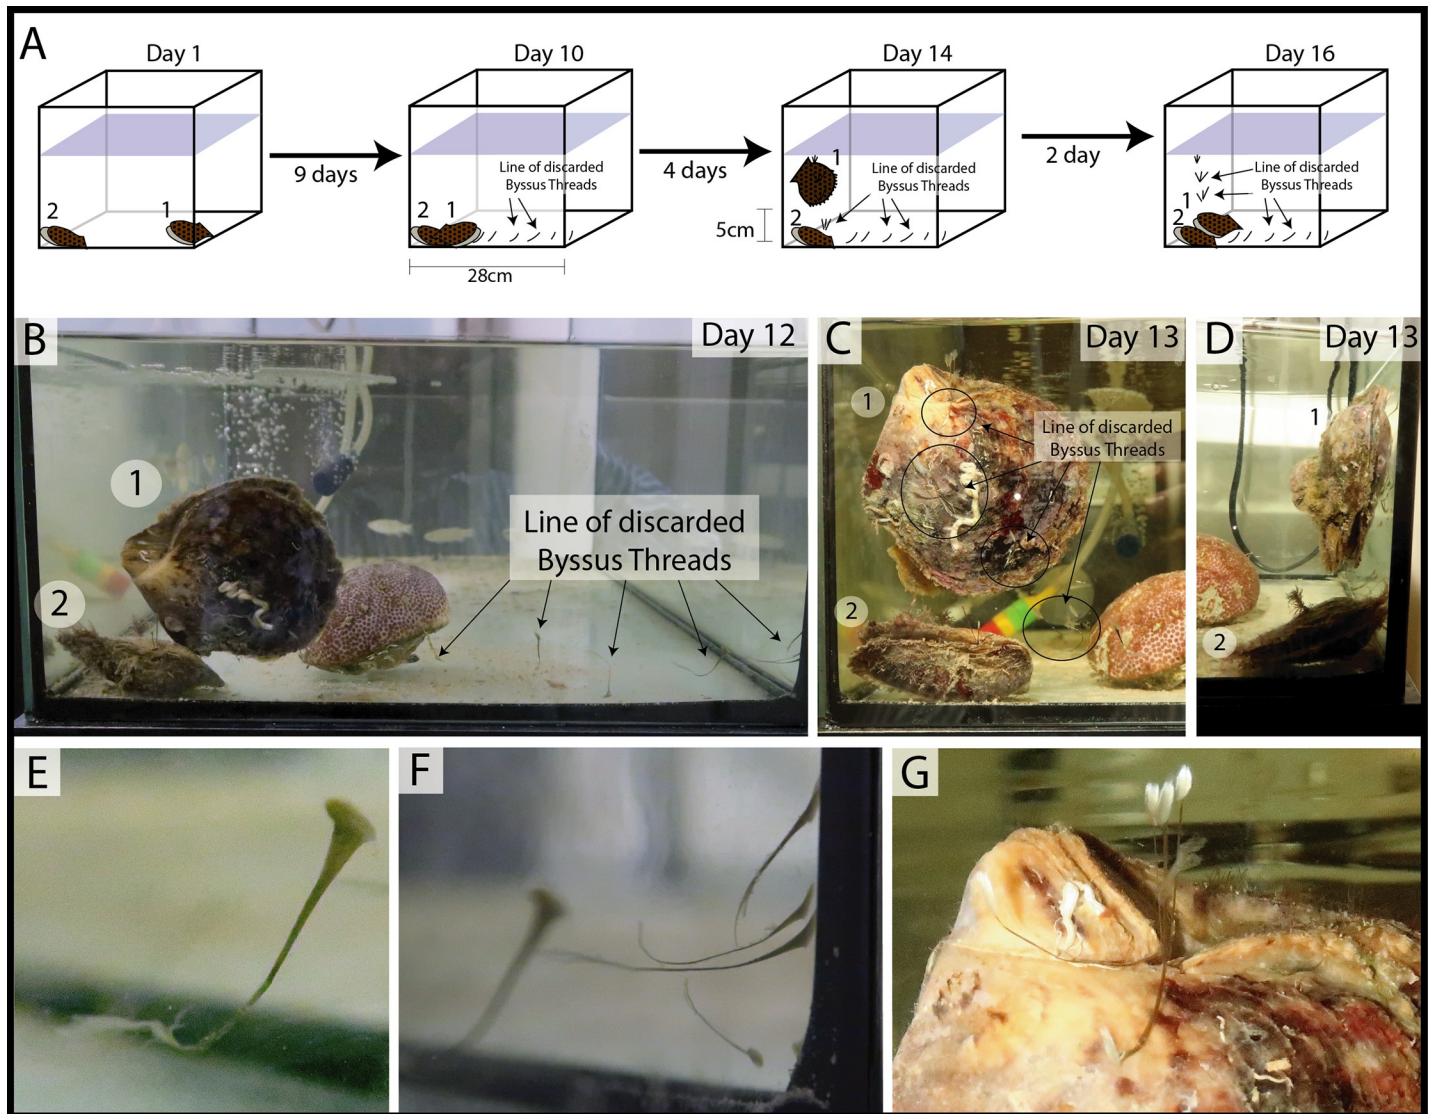 A
Day 1
Day 10
Day 14
Day 16
9 days
4 days
2 day
2
1
2 1
Line of discarded
Byssus Threads
28cm
1
2
Line of discarded
Byssus Threads
5cm
1
2
Line of discarded
Byssus Threads
B
Day 12
1
2
Line of discarded
Byssus Threads
C
Day 13
1
2
Line of discarded
Byssus Threads
D
Day 13
1
2
E
F
G